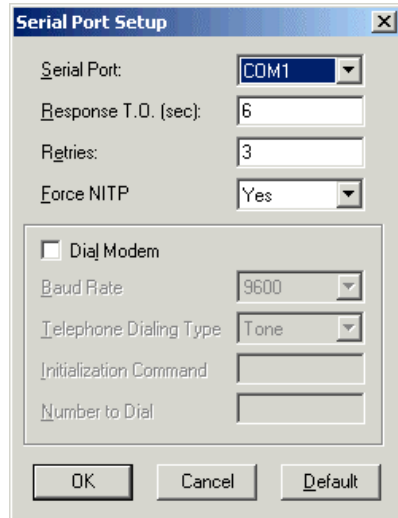 Serial Port Setup
Serial Port: COM1
Response T.O. (sec): 6
Retries: 3
Force NITP Yes
Dial Modem
Baud Rate 9600
Telephone Dialing Type Tone
Initialization Command
Number to Dial
OK Cancel Default